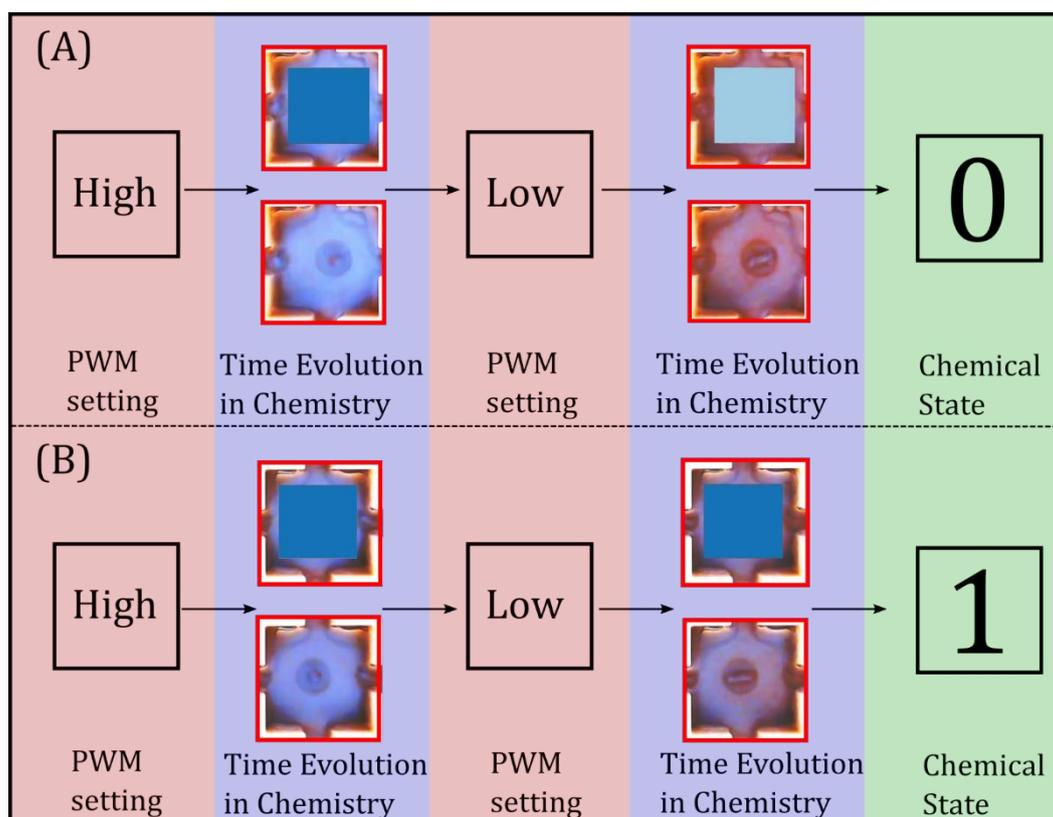 (A)
High
Low
0
PWM
setting
Time Evolution
in Chemistry
PWM
setting
Time Evolution
in Chemistry
Chemical
State
(B)
High
Low
1
PWM
setting
Time Evolution
in Chemistry
PWM
setting
Time Evolution
in Chemistry
Chemical
State